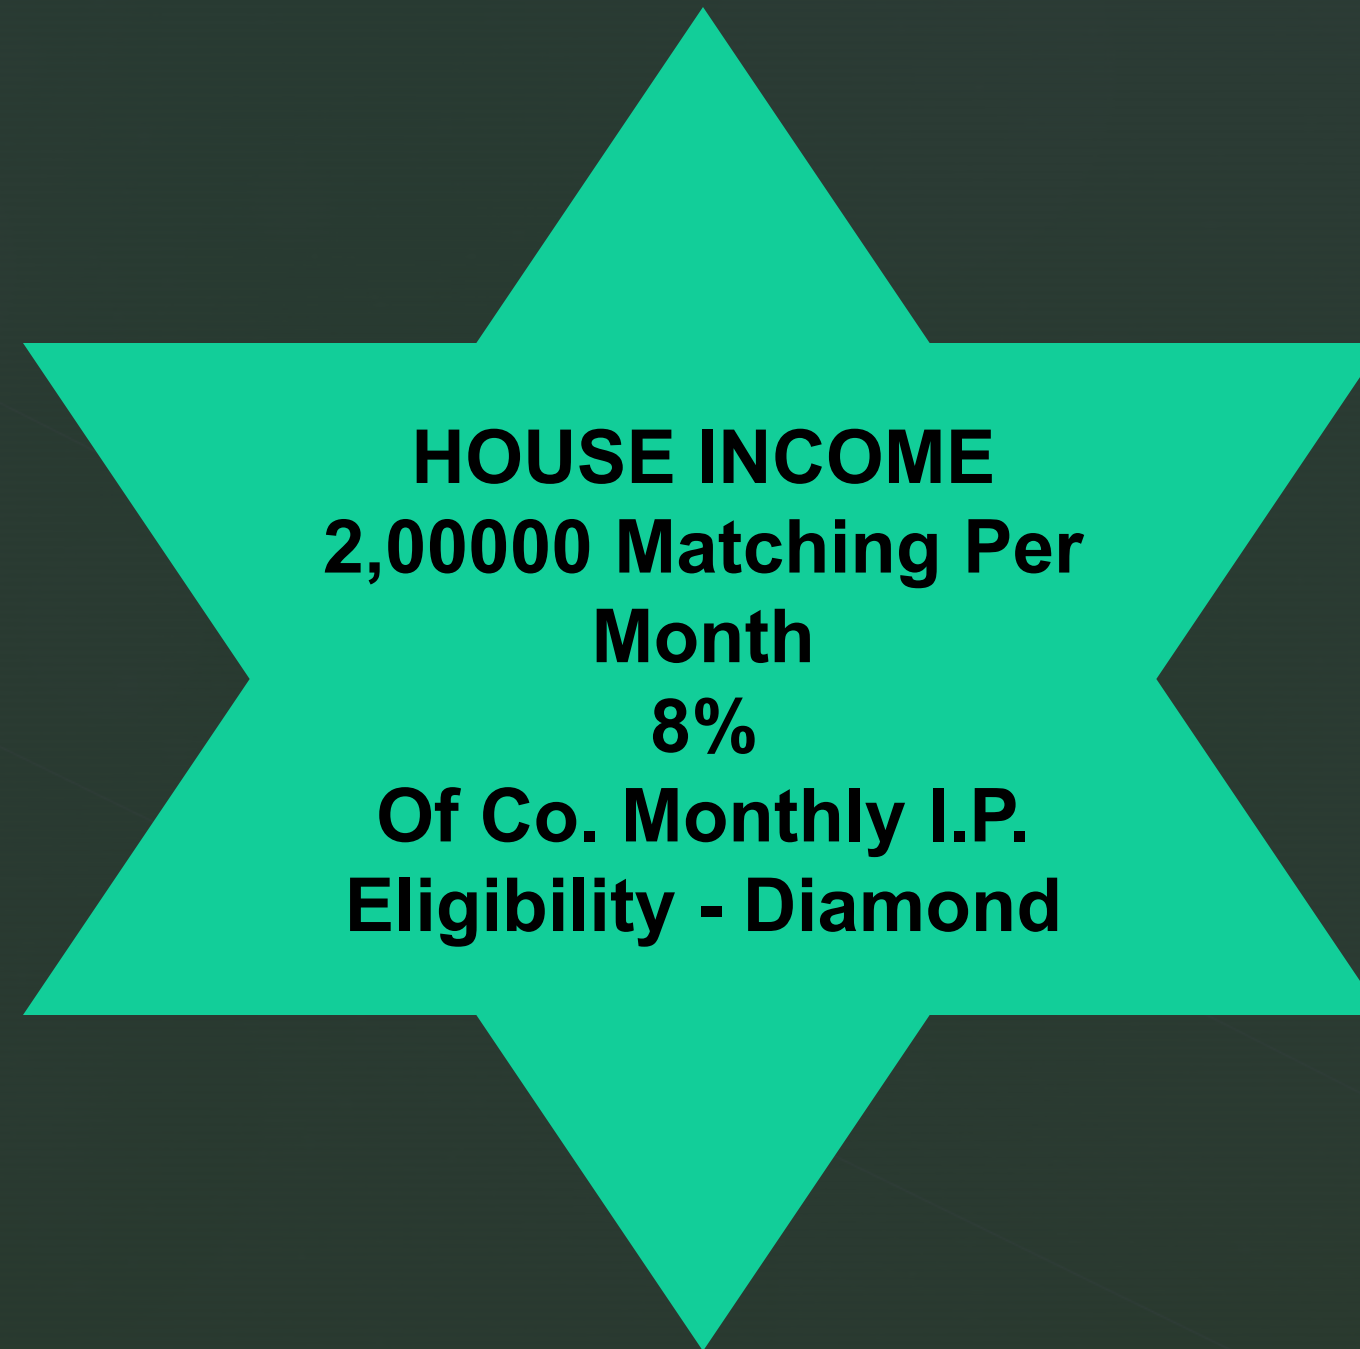 HOUSE INCOME
2,00000 Matching Per
Month
8%
Of Co. Monthly I.P.
Eligibility - Diamond